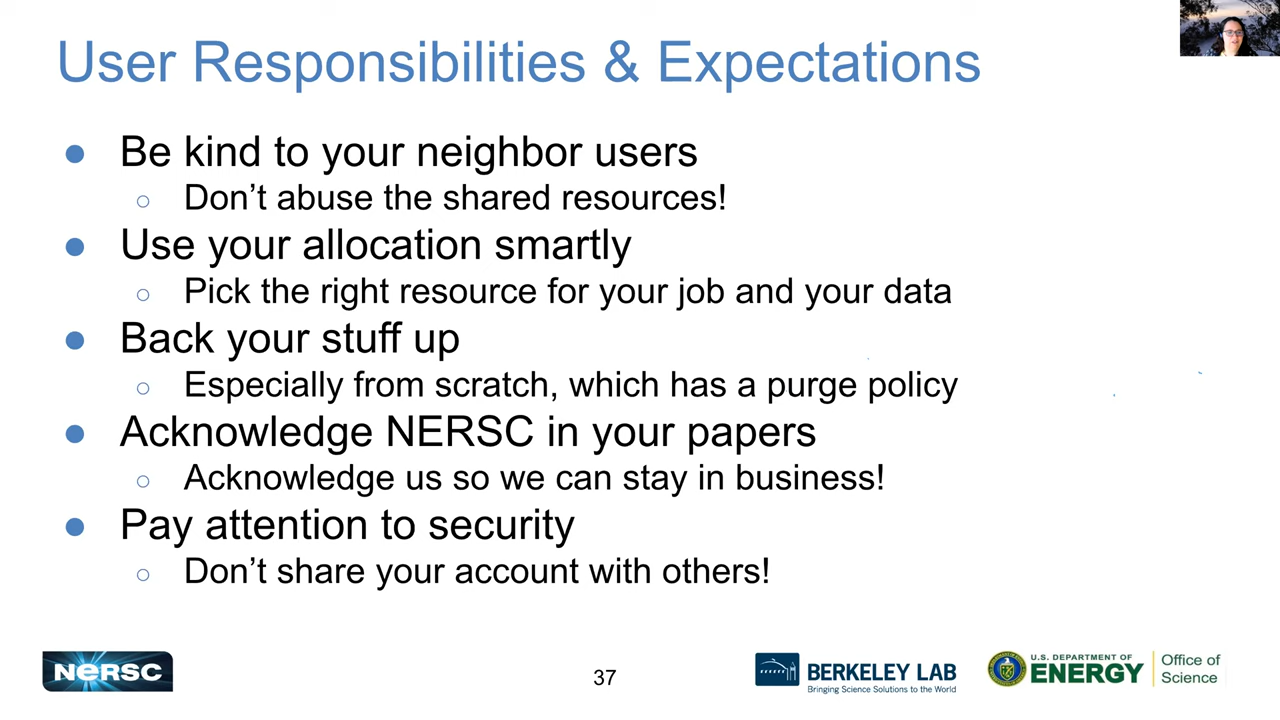 User Responsibilities & Expectations
● Be kind to your neighbor users
○ Don’t abuse the shared resources!
● Use your allocation smartly
○ Pick the right resource for your job and your data
● Back your stuff up
○ Especially from scratch, which has a purge policy
● Acknowledge NERSC in your papers
○ Acknowledge us so we can stay in business!
● Pay attention to security
○ Don’t share your account with others!
NERSC
37
BERKELEY LAB
Bringing Science Solutions to the World
U.S. DEPARTMENT OF
ENERGY
Office of
Science